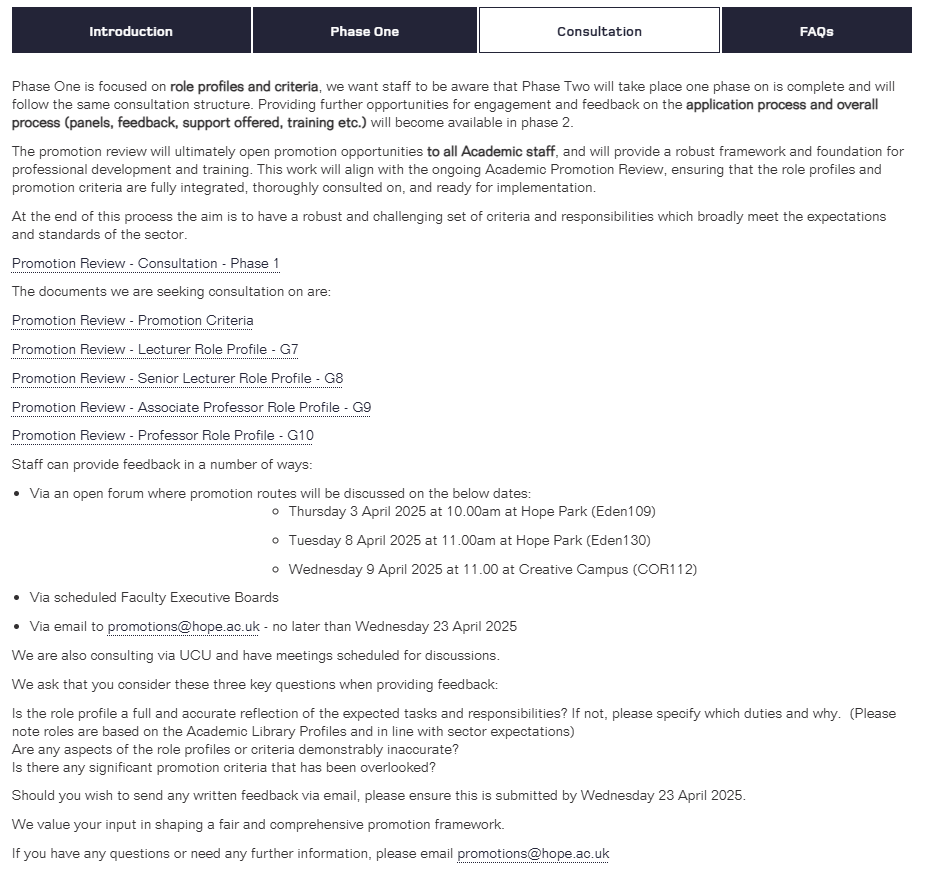 Introduction
Phase One
Consultation
FAQs
Phase One is focused on role profiles and criteria, we want staff to be aware that Phase Two will take place one phase on is complete and will
follow the same consultation structure. Providing further opportunities for engagement and feedback on the application process and overall
process (panels, feedback, support offered, training etc.) will become available in phase 2.
The promotion review will ultimately open promotion opportunities to all Academic staff, and will provide a robust framework and foundation for
professional development and training. This work will align with the ongoing Academic Promotion Review, ensuring that the role profiles and
promotion criteria are fully integrated, thoroughly consulted on, and ready for implementation.
At the end of this process the aim is to have a robust and challenging set of criteria and responsibilities which broadly meet the expectations
and standards of the sector.
Promotion Review - Consultation - Phase 1
The documents we are seeking consultation on are:
Promotion Review - Promotion Criteria
Promotion Review - Lecturer Role Profile - G7
Promotion Review - Senior Lecturer Role Profile - G8
Promotion Review - Associate Professor Role Profile - G9
Promotion Review - Professor Role Profile - G10
Staff can provide feedback in a number of ways:
• Via an open forum where promotion routes will be discussed on the below dates:
◦ Thursday 3 April 2025 at 10.00am at Hope Park (Eden109)
◦ Tuesday 8 April 2025 at 11.00am at Hope Park (Eden130)
◦ Wednesday 9 April 2025 at 11.00 at Creative Campus (COR112)
• Via scheduled Faculty Executive Boards
• Via email to promotions@hope.ac.uk - no later than Wednesday 23 April 2025
We are also consulting via UCU and have meetings scheduled for discussions.
We ask that you consider these three key questions when providing feedback:
Is the role profile a full and accurate reflection of the expected tasks and responsibilities? If not, please specify which duties and why. (Please
note roles are based on the Academic Library Profiles and in line with sector expectations)
Are any aspects of the role profiles or criteria demonstrably inaccurate?
Is there any significant promotion criteria that has been overlooked?
Should you wish to send any written feedback via email, please ensure this is submitted by Wednesday 23 April 2025.
We value your input in shaping a fair and comprehensive promotion framework.
If you have any questions or need any further information, please email promotions@hope.ac.uk